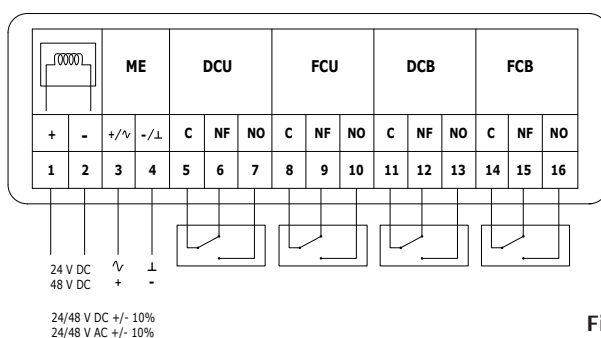 ME DCU FCU DCB FCB
+ - +/∿ -/⊥ C NF NO C NF NO C NF NO C NF NO
1 2 3 4 5 6 7 8 9 10 11 12 13 14 15 16
24 V DC ∿ ⊥
48 V DC + -
24/48 V DC +/- 10%
24/48 V AC +/- 10%